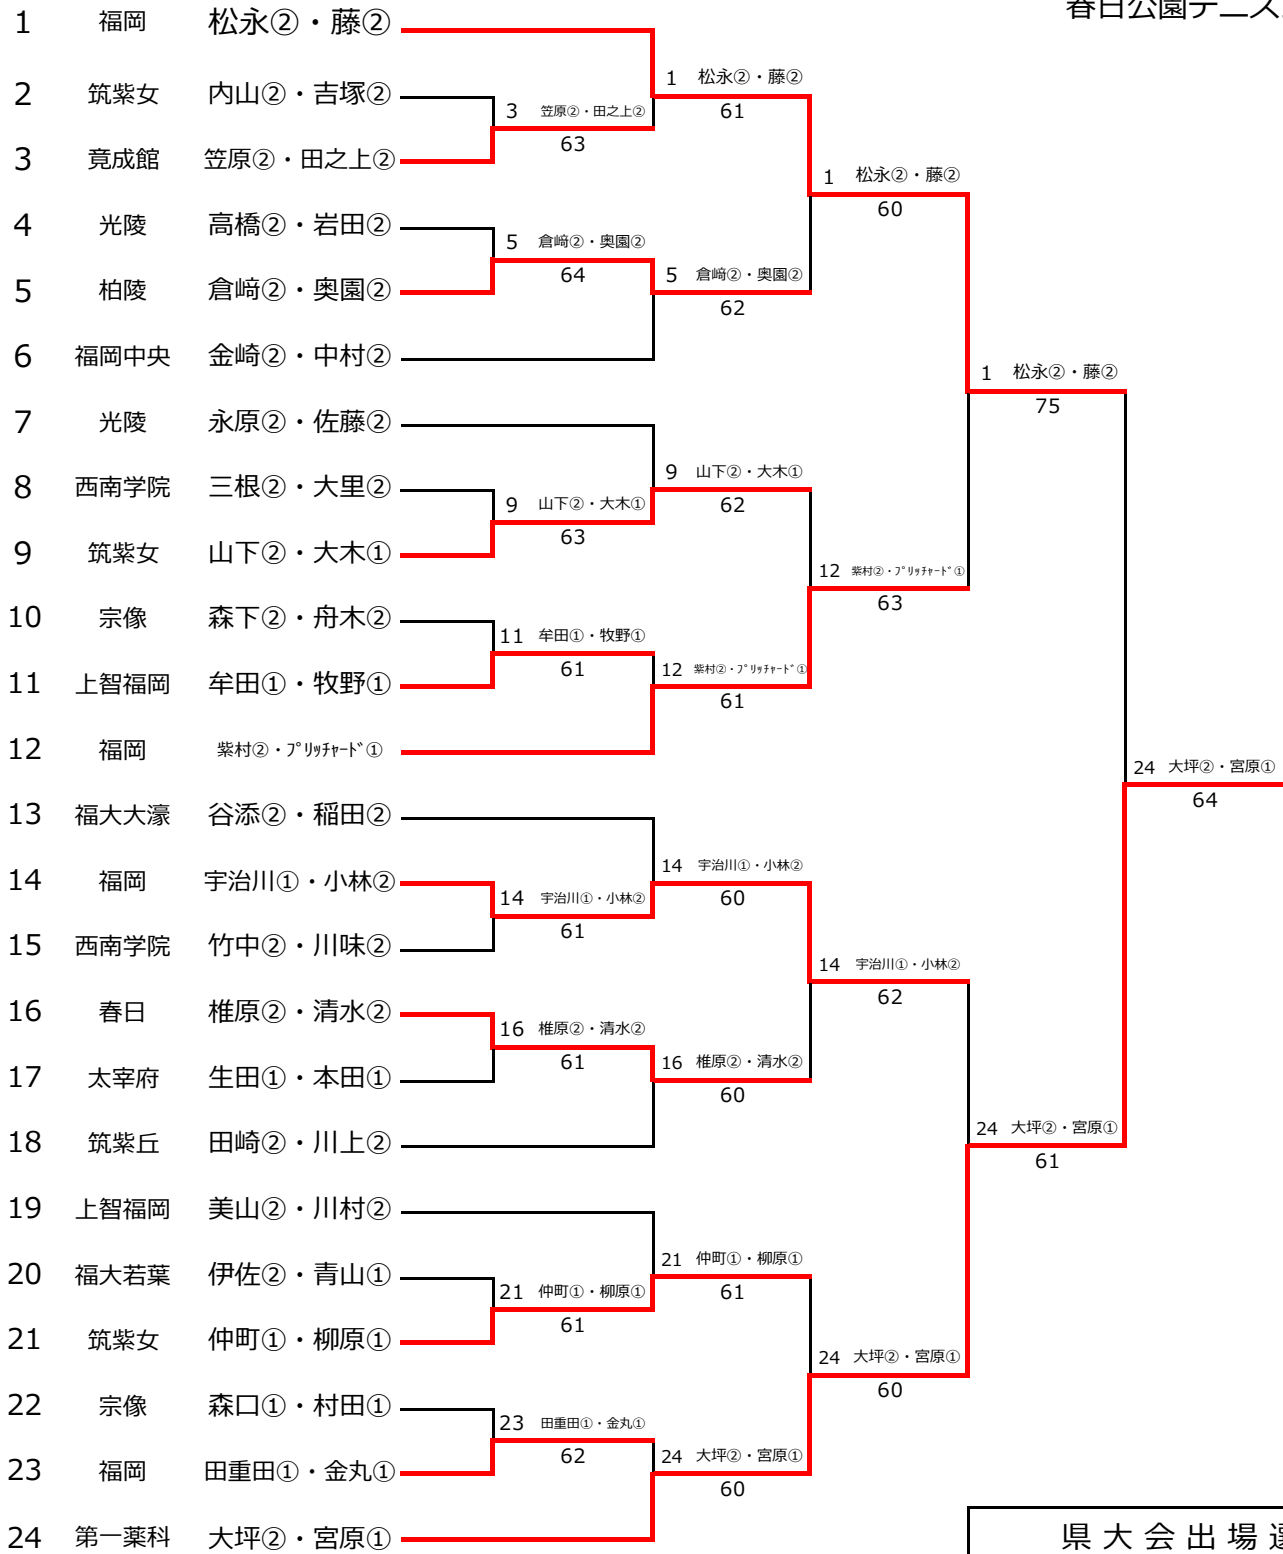 春日公園テニス
1 福岡 松永②・藤②
2 筑紫女 内山②・吉塚②
3 竟成館 笠原②・田之上②
4 光陵 高橋②・岩田②
5 柏陵 倉﨑②・奥園②
6 福岡中央 金崎②・中村②
7 光陵 永原②・佐藤②
8 西南学院 三根②・大里②
9 筑紫女 山下②・大木①
10 宗像 森下②・舟木②
11 上智福岡 牟田①・牧野①
12 福岡 紫村②・ﾌﾟﾘｯﾁｬｰﾄﾞ①
13 福大大濠 谷添②・稲田②
14 福岡 宇治川①・小林②
15 西南学院 竹中②・川味②
16 春日 椎原②・清水②
17 太宰府 生田①・本田①
18 筑紫丘 田崎②・川上②
19 上智福岡 美山②・川村②
20 福大若葉 伊佐②・青山①
21 筑紫女 仲町①・柳原①
22 宗像 森口①・村田①
23 福岡 田重田①・金丸①
24 第一薬科 大坪②・宮原①
3 笠原②・田之上②
63
5 倉﨑②・奥園②
64
9 山下②・大木①
63
11 牟田①・牧野①
61
14 宇治川①・小林②
61
16 椎原②・清水②
61
21 仲町①・柳原①
61
23 田重田①・金丸①
62
1 松永②・藤②
61
5 倉﨑②・奥園②
62
9 山下②・大木①
62
12 紫村②・ﾌﾟﾘｯﾁｬｰﾄﾞ①
61
14 宇治川①・小林②
60
16 椎原②・清水②
60
21 仲町①・柳原①
61
24 大坪②・宮原①
60
1 松永②・藤②
60
12 紫村②・ﾌﾟﾘｯﾁｬｰﾄﾞ①
63
14 宇治川①・小林②
62
24 大坪②・宮原①
60
1 松永②・藤②
75
24 大坪②・宮原①
61
24 大坪②・宮原①
64
県大会出場選